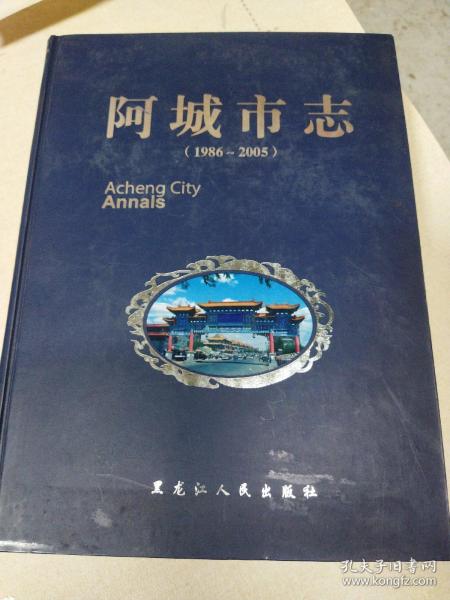 阿城市志
(1986~2005)
Acheng City
Annals
黑龙江人民出版社
孔夫子旧书网
www.kongfz.com